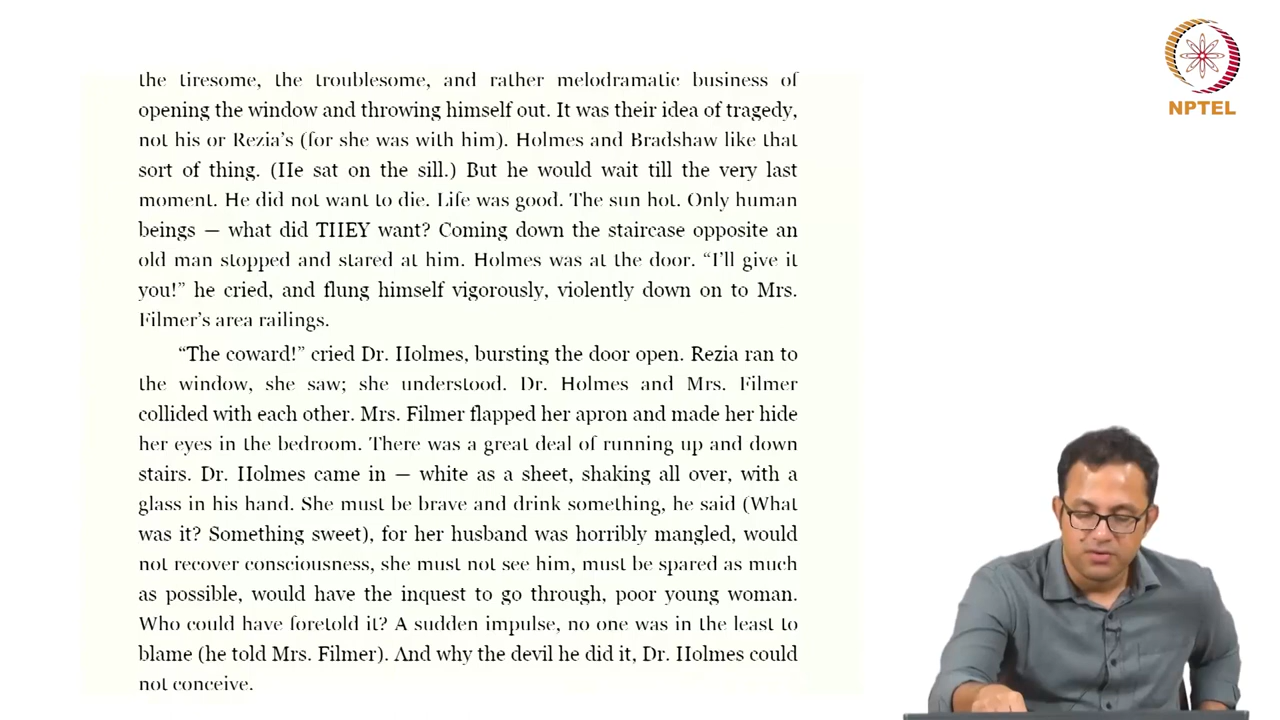 the tiresome, the troublesome, and rather melodramatic business of
opening the window and throwing himself out. It was their idea of tragedy,
not his or Rezia’s (for she was with him). Holmes and Bradshaw like that
sort of thing. (He sat on the sill.) But he would wait till the very last
moment. He did not want to die. Life was good. The sun hot. Only human
beings — what did THEY want? Coming down the staircase opposite an
old man stopped and stared at him. Holmes was at the door. “I’ll give it
you!” he cried, and flung himself vigorously, violently down on to Mrs.
Filmer’s area railings.
“The coward!” cried Dr. Holmes, bursting the door open. Rezia ran to
the window, she saw; she understood. Dr. Holmes and Mrs. Filmer
collided with each other. Mrs. Filmer flapped her apron and made her hide
her eyes in the bedroom. There was a great deal of running up and down
stairs. Dr. Holmes came in — white as a sheet, shaking all over, with a
glass in his hand. She must be brave and drink something, he said (What
was it? Something sweet), for her husband was horribly mangled, would
not recover consciousness, she must not see him, must be spared as much
as possible, would have the inquest to go through, poor young woman.
Who could have foretold it? A sudden impulse, no one was in the least to
blame (he told Mrs. Filmer). And why the devil he did it, Dr. Holmes could
not conceive.
NPTEL